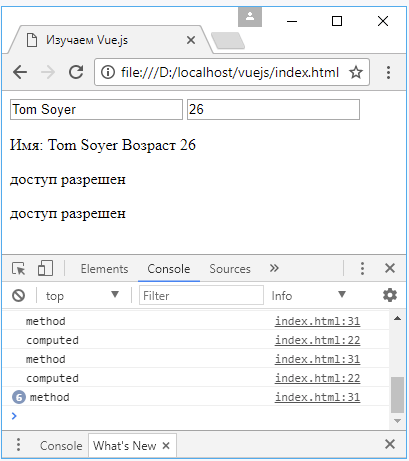 Изучаем Vue.js
file:///D:/localhost/vuejs/index.html
Tom Soyer 26
Имя: Tom Soyer Возраст 26
доступ разрешен
доступ разрешен
Elements Console Sources
top Filter Info
method index.html:31
computed index.html:22
method index.html:31
computed index.html:22
6 method index.html:31
Console What's New